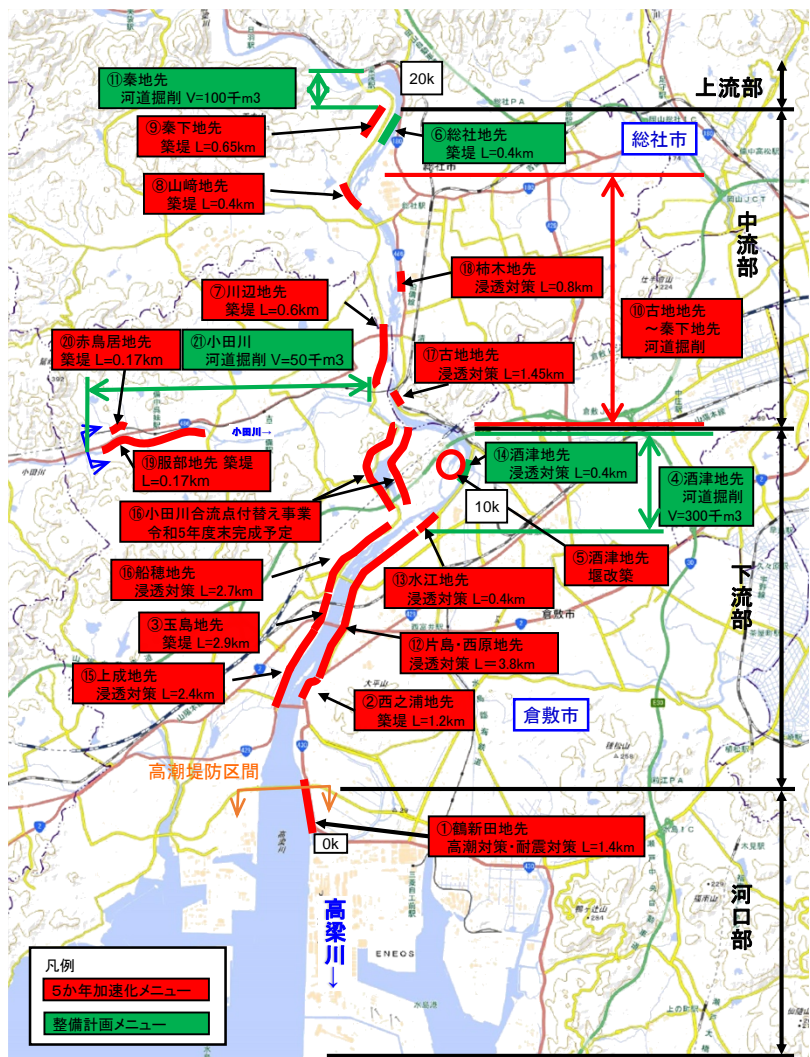 ⑪秦地先
河道掘削 V=100千m3
20k
上流部
⑨秦下地先
築堤 L=0.65km
⑥総社地先
築堤 L=0.4km
総社市
⑧山﨑地先
築堤 L=0.4km
中流部
⑱柿木地先
浸透対策 L=0.8km
⑦川辺地先
築堤 L=0.6km
⑩古地地先
～秦下地先
河道掘削
⑳赤鳥居地先
築堤 L=0.17km
㉑小田川
河道掘削 V=50千m3
⑰古地地先
浸透対策 L=1.45km
小田川→
小田川
⑲服部地先 築堤
L=0.17km
⑭酒津地先
浸透対策 L=0.4km
④酒津地先
河道掘削
V=300千m3
10k
⑯小田川合流点付替え事業
令和5年度末完成予定
⑤酒津地先
堰改築
⑯船穂地先
浸透対策 L=2.7km
⑬水江地先
浸透対策 L=0.4km
下流部
倉敷市
③玉島地先
築堤 L=2.9km
⑫片島・西原地先
浸透対策 L=3.8km
⑮上成地先
浸透対策 L=2.4km
②西之浦地先
築堤 L=1.2km
倉敷市
高潮堤防区間
①鶴新田地先
高潮対策・耐震対策 L=1.4km
0k
高梁川
河口部
高梁川→
ENEOS
水島港
凡例
5か年加速化メニュー
整備計画メニュー